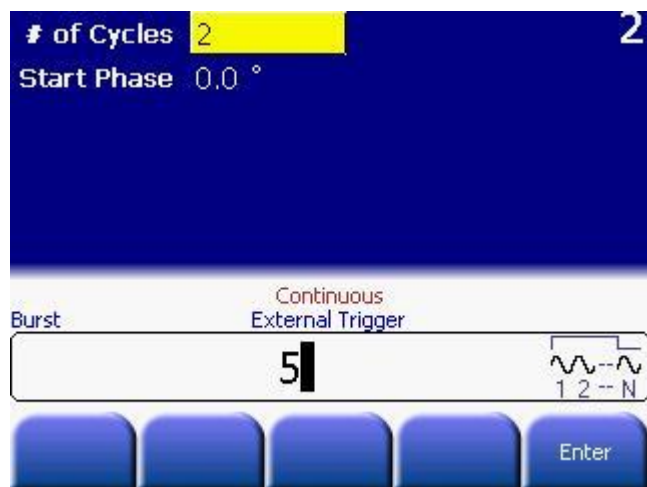 # of Cycles 2 2
Start Phase 0.0 °
Continuous
Burst External Trigger
5
1 2 -- N
Enter